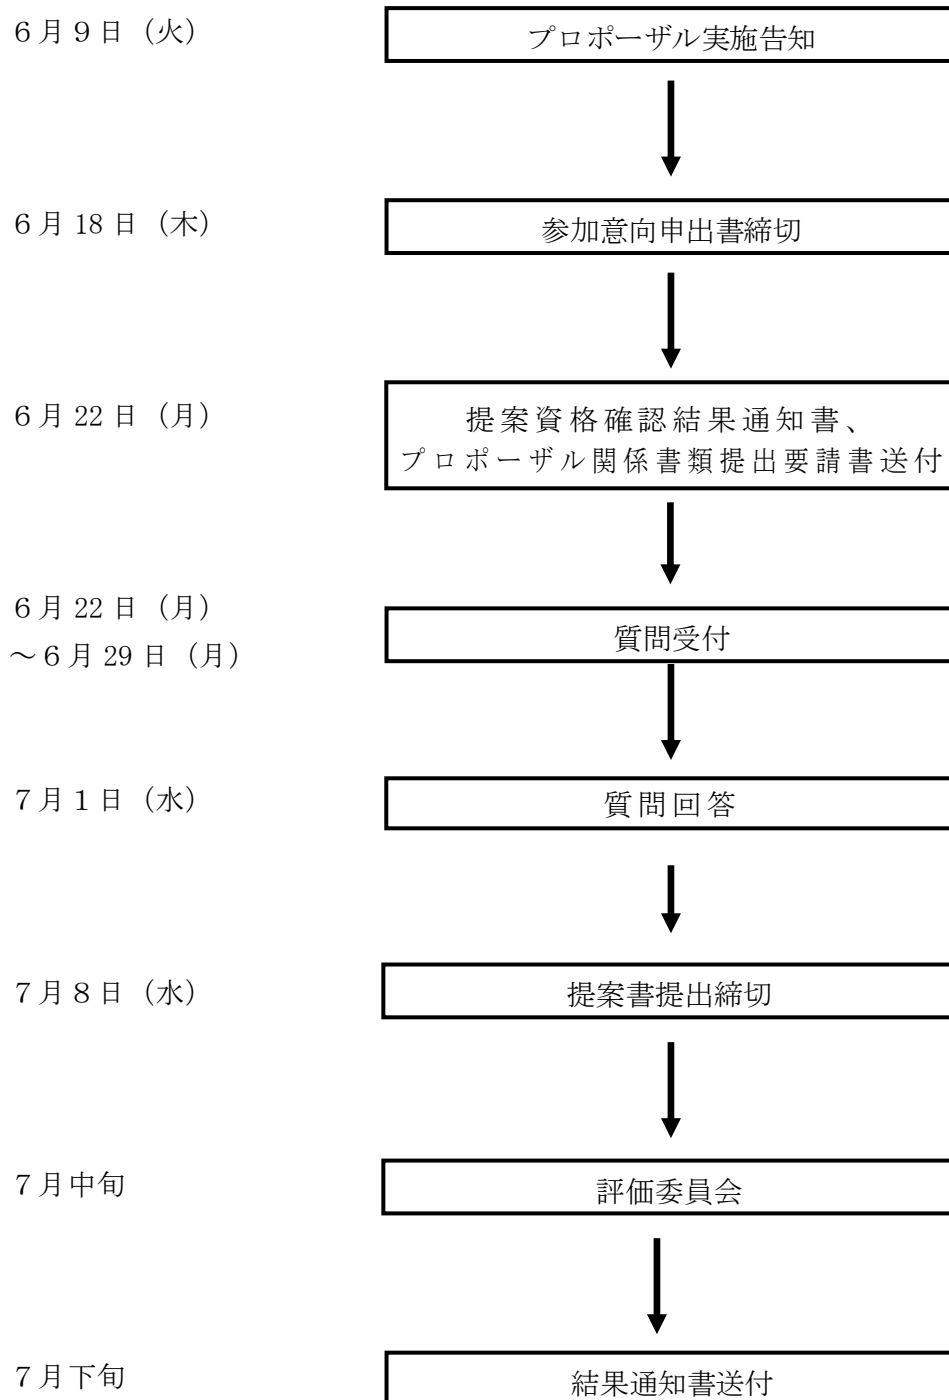 6月9日（火）
プロポーザル実施告知
6月18日（木）
参加意向申出書締切
6月22日（月）
提案資格確認結果通知書、
プロポーザル関係書類提出要請書送付
6月22日（月）
～6月29日（月）
質問受付
7月1日（水）
質問回答
7月8日（水）
提案書提出締切
7月中旬
評価委員会
7月下旬
結果通知書送付